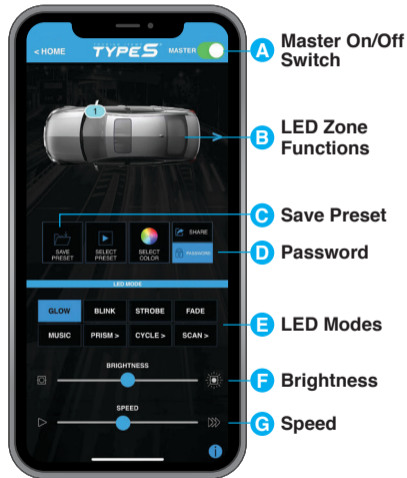 < HOME
TYPE S
MASTER
A Master On/Off
Switch
1
B LED Zone
Functions
C Save Preset
SAVE
PRESET
SELECT
PRESET
SELECT
COLOR
SHARE
PASSWORD
D Password
LED MODE
GLOW BLINK STROBE FADE
MUSIC PRISM > CYCLE > SCAN >
E LED Modes
BRIGHTNESS
F Brightness
SPEED
G Speed
i